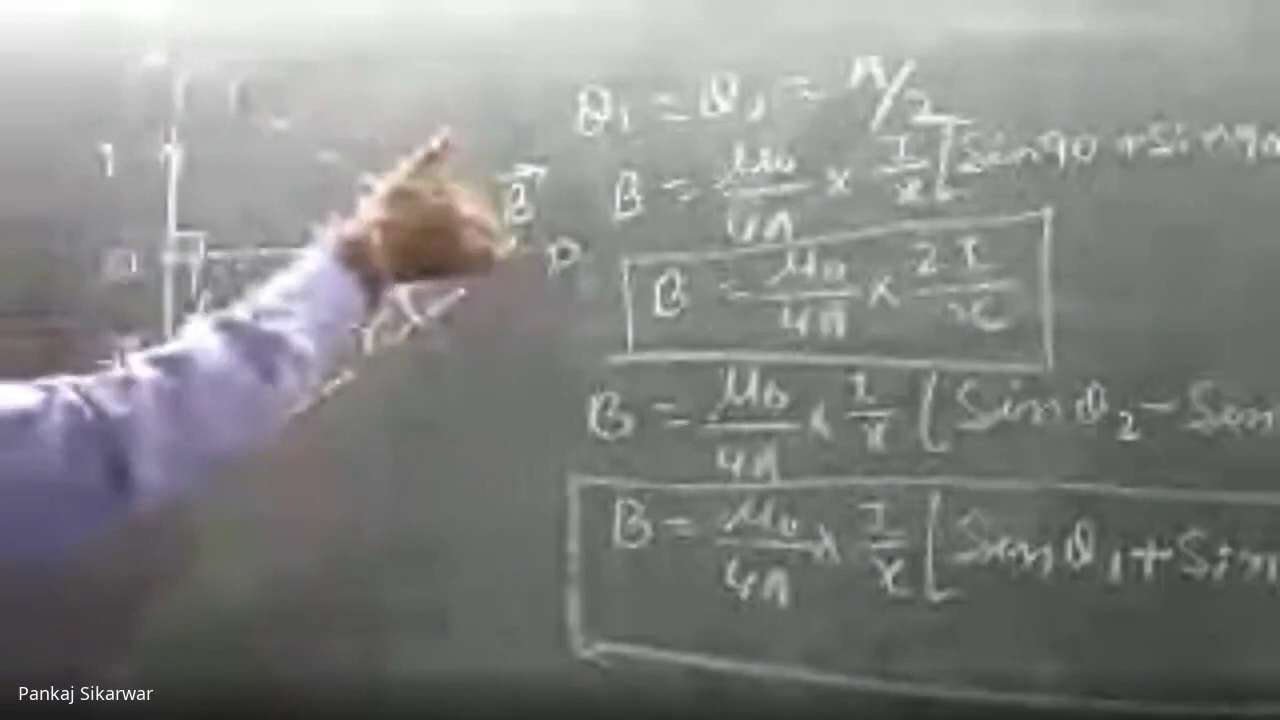 θ₁ = θ₂ = π/2
B = μ₀/4π × I/x [Sin90 + Sin90
B = μ₀/4π × 2I/x
B = μ₀/4π × I/x [Sinθ₂ - Sin
B = μ₀/4π × I/x [Sinθ₁ + Sin
B⃗
P
Pankaj Sikarwar